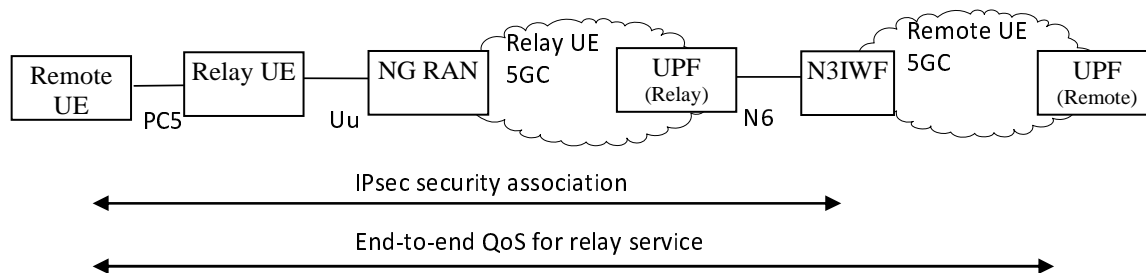 Remote
UE
PC5
Relay UE
Uu
NG RAN
Relay UE
5GC
UPF
(Relay)
N6
N3IWF
Remote UE
5GC
UPF
(Remote)
IPsec security association
End-to-end QoS for relay service